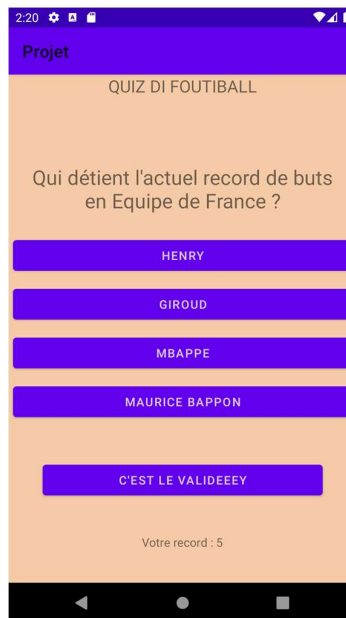 2:20
Projet
QUIZ DI FOUTIBALL
Qui détient l'actuel record de buts
en Equipe de France ?
HENRY
GIROUD
MBAPPE
MAURICE BAPPON
C'EST LE VALIDEEEY
Votre record : 5